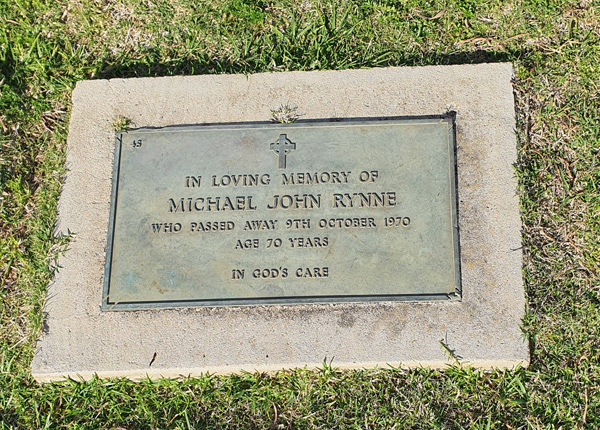 43
IN LOVING MEMORY OF
MICHAEL JOHN RYNNE
WHO PASSED AWAY 9TH OCTOBER 1970
AGE 70 YEARS
IN GOD'S CARE